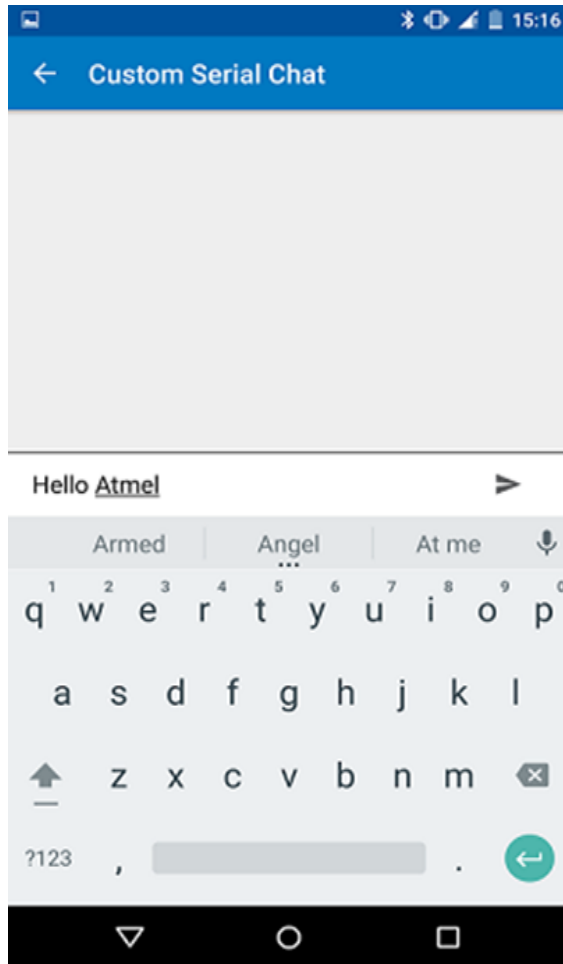 15:16
Custom Serial Chat
Hello Atmel
Armed Angel At me
1 2 3 4 5 6 7 8 9 0
q w e r t y u i o p
a s d f g h j k l
z x c v b n m
?123 , .